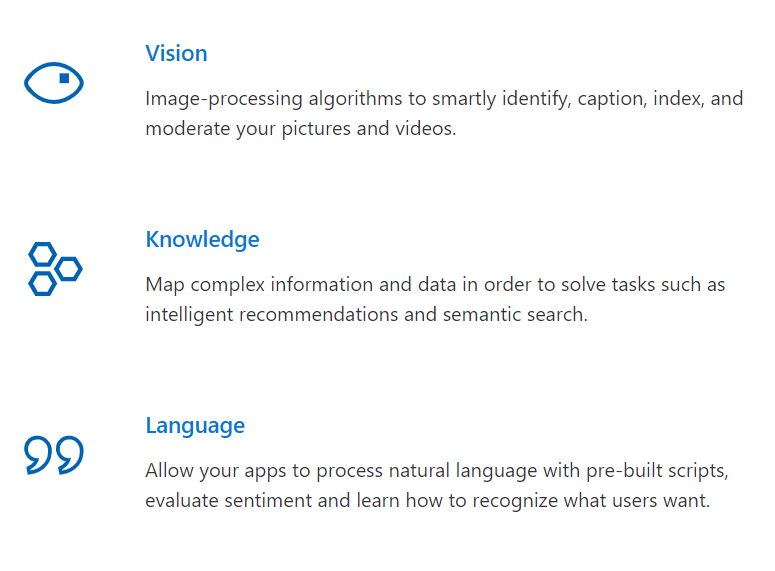 Vision
Image-processing algorithms to smartly identify, caption, index, and
moderate your pictures and videos.
Knowledge
Map complex information and data in order to solve tasks such as
intelligent recommendations and semantic search.
Language
Allow your apps to process natural language with pre-built scripts,
evaluate sentiment and learn how to recognize what users want.